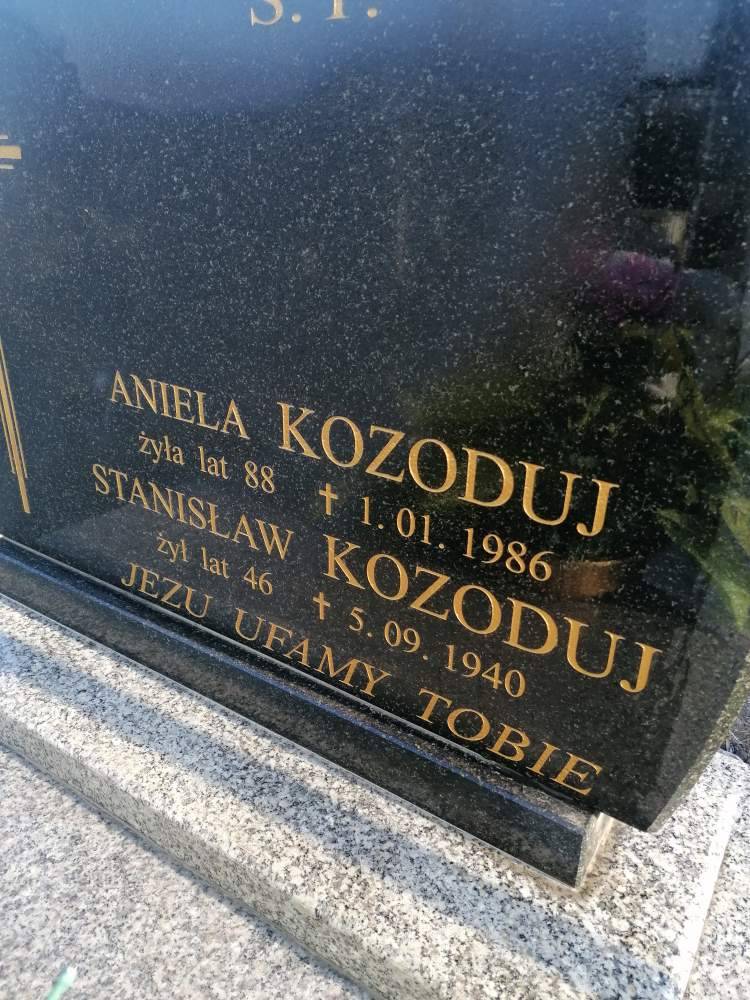 Ś. P.
ANIELA KOZODUJ
żyła lat 88 ✝ 1. 01. 1986
STANISŁAW KOZODUJ
żył lat 46 ✝ 5. 09. 1940
JEZU UFAMY TOBIE